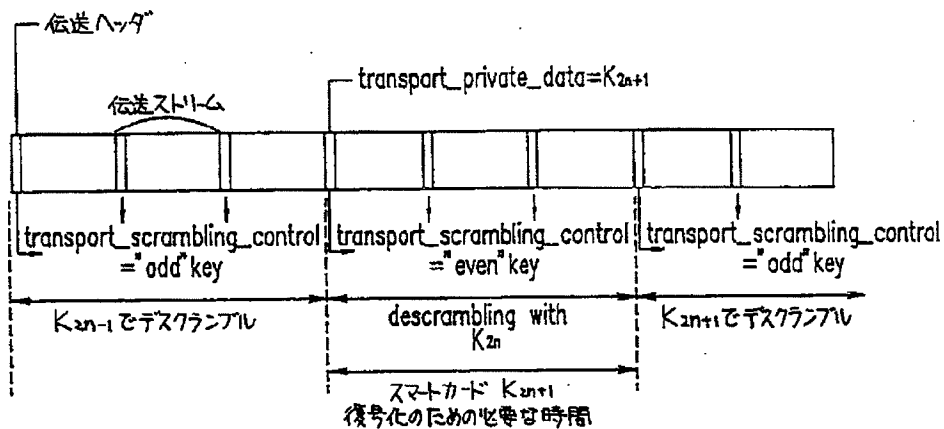 伝送ヘッダ
transport_private_data=K2n+1
伝送ストリーム
transport_scrambling_control
="odd"key
transport_scrambling_control
="even"key
transport_scrambling_control
="odd"key
K2n-1でデスクランブル
descrambling with
K2n
K2n+1でデスクランブル
スマートカード K2n+1
復号化のための必要な時間